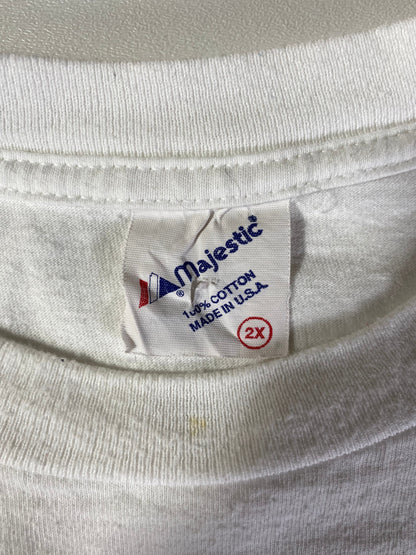 Majestic
®
100% COTTON
MADE IN U.S.A.
2X